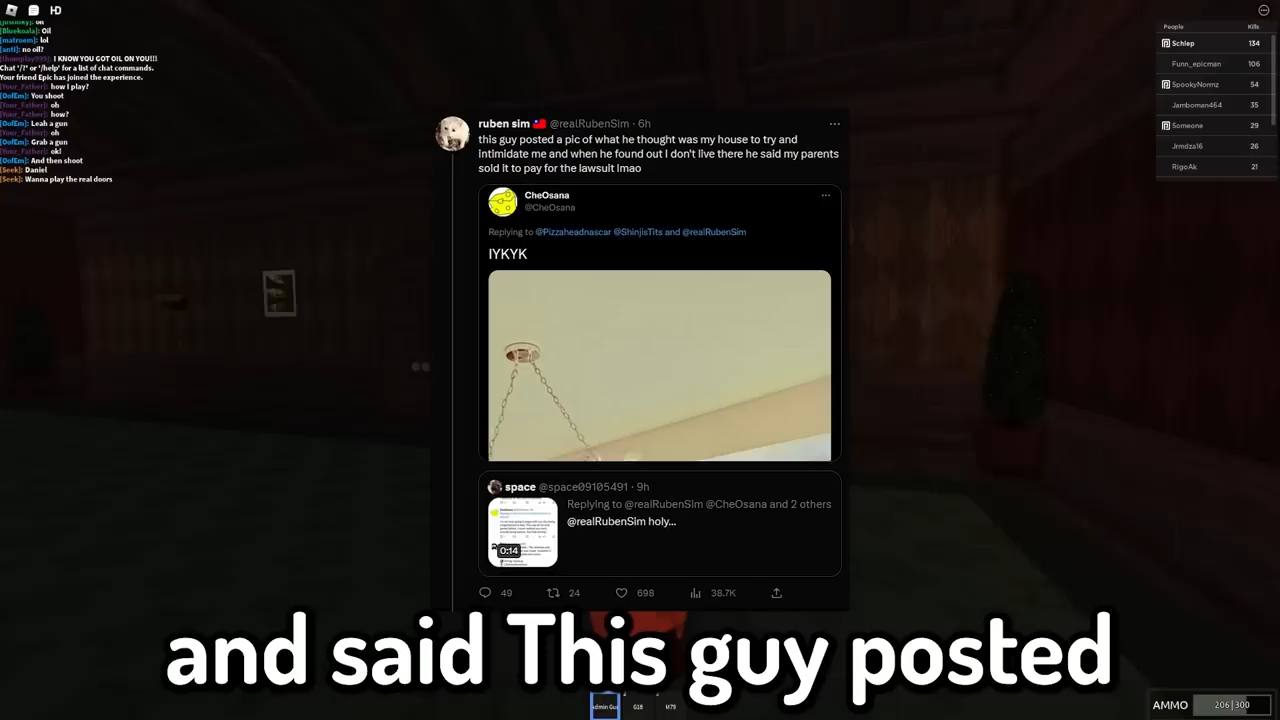 HD
[Bluekoala]: Oil
[matroem]: lol
[antl]: no oil?
I KNOW YOU GOT OIL ON YOU!!!
Chat '/?' or '/help' for a list of chat commands.
Your friend Epic has joined the experience.
[Your_Father]: how I play?
[OofEm]: You shoot
[Your_Father]: oh
[Your_Father]: how?
[OofEm]: Leah a gun
[Your_Father]: oh
[OofEm]: Grab a gun
[Your_Father]: ok!
[OofEm]: And then shoot
[Seek]: Daniel
[Seek]: Wanna play the real doors
People Kills
Schlep 134
Funn_epicman 106
SpookyNormz 54
Jamboman464 35
Someone 29
Jrmdza16 26
RigoAk 21
ruben sim 🇹🇼 @realRubenSim · 6h
this guy posted a pic of what he thought was my house to try and
intimidate me and when he found out I don't live there he said my parents
sold it to pay for the lawsuit lmao
CheOsana
@CheOsana
Replying to @Pizzaheadnascar @ShinjisTits and @realRubenSim
IYKYK
space @space09105491 · 9h
Replying to @realRubenSim @CheOsana and 2 others
@realRubenSim holy...
0:14
49 24 698 38.7K
and said This guy posted
G18 M79
AMMO 206 | 300